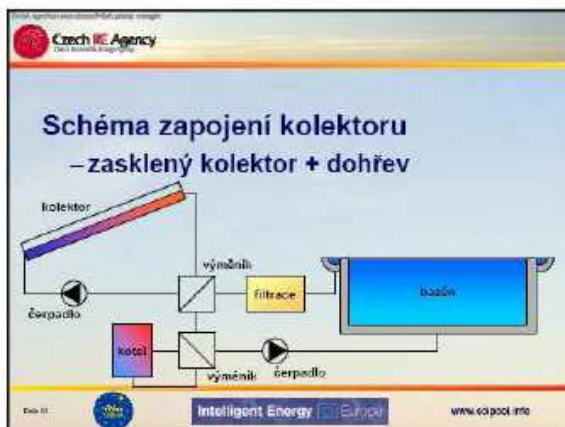 Czech RE Agency
Schéma zapojení kolektoru
– zasklený kolektor + dohřev
kolektor
výměník
filtrace
bazén
čerpadlo
kotel
výměník
čerpadlo
Intelligent Energy Europe
www.solpool.info